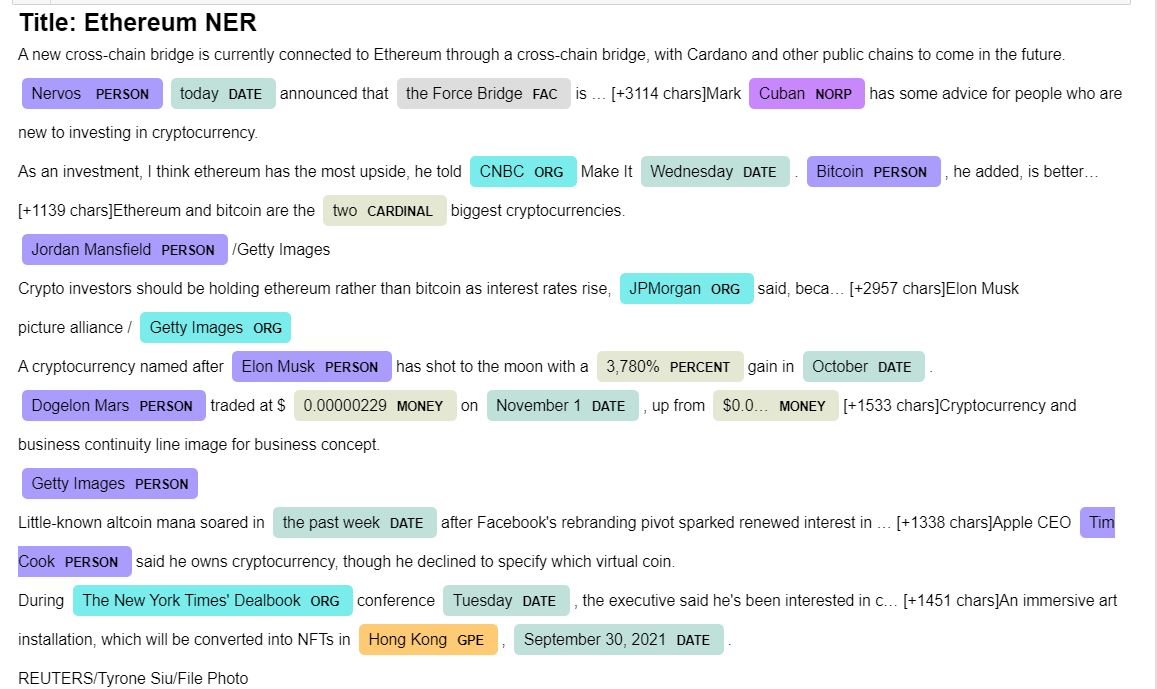 Title: Ethereum NER
A new cross-chain bridge is currently connected to Ethereum through a cross-chain bridge, with Cardano and other public chains to come in the future.
Nervos PERSON today DATE announced that the Force Bridge FAC is … [+3114 chars]Mark Cuban NORP has some advice for people who are
new to investing in cryptocurrency.
As an investment, I think ethereum has the most upside, he told CNBC ORG Make It Wednesday DATE . Bitcoin PERSON , he added, is better…
[+1139 chars]Ethereum and bitcoin are the two CARDINAL biggest cryptocurrencies.
Jordan Mansfield PERSON /Getty Images
Crypto investors should be holding ethereum rather than bitcoin as interest rates rise, JPMorgan ORG said, beca… [+2957 chars]Elon Musk
picture alliance / Getty Images ORG
A cryptocurrency named after Elon Musk PERSON has shot to the moon with a 3,780% PERCENT gain in October DATE .
Dogelon Mars PERSON traded at $ 0.00000229 MONEY on November 1 DATE , up from $0.0… MONEY [+1533 chars]Cryptocurrency and
business continuity line image for business concept.
Getty Images PERSON
Little-known altcoin mana soared in the past week DATE after Facebook's rebranding pivot sparked renewed interest in … [+1338 chars]Apple CEO Tim
Cook PERSON said he owns cryptocurrency, though he declined to specify which virtual coin.
During The New York Times' Dealbook ORG conference Tuesday DATE , the executive said he's been interested in c… [+1451 chars]An immersive art
installation, which will be converted into NFTs in Hong Kong GPE , September 30, 2021 DATE .
REUTERS/Tyrone Siu/File Photo